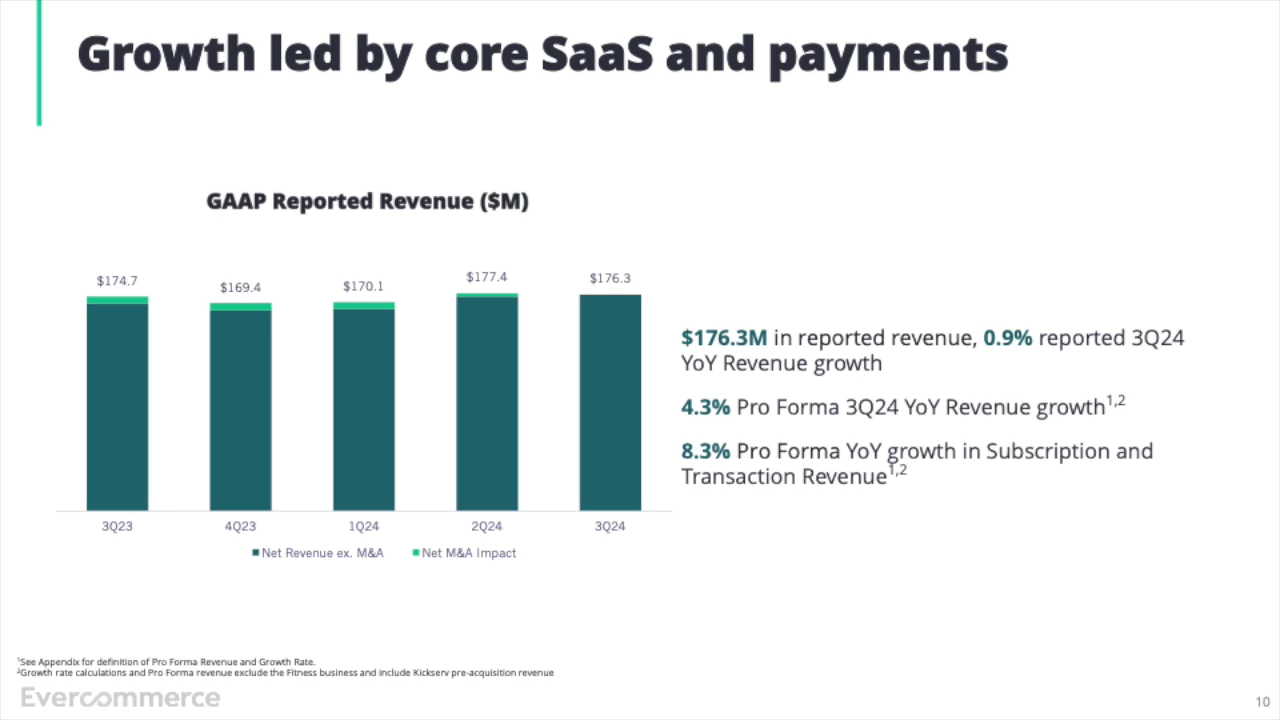 Growth led by core SaaS and payments
GAAP Reported Revenue ($M)
$174.7
$169.4
$170.1
$177.4
$176.3
3Q23
4Q23
1Q24
2Q24
3Q24
Net Revenue ex. M&A
Net M&A Impact
$176.3M in reported revenue, 0.9% reported 3Q24
YoY Revenue growth
4.3% Pro Forma 3Q24 YoY Revenue growth1,2
8.3% Pro Forma YoY growth in Subscription and
Transaction Revenue1,2
1See Appendix for definition of Pro Forma Revenue and Growth Rate.
2Growth rate calculations and Pro Forma revenue exclude the Fitness business and include Kickserv pre-acquisition revenue
Evercommerce
10